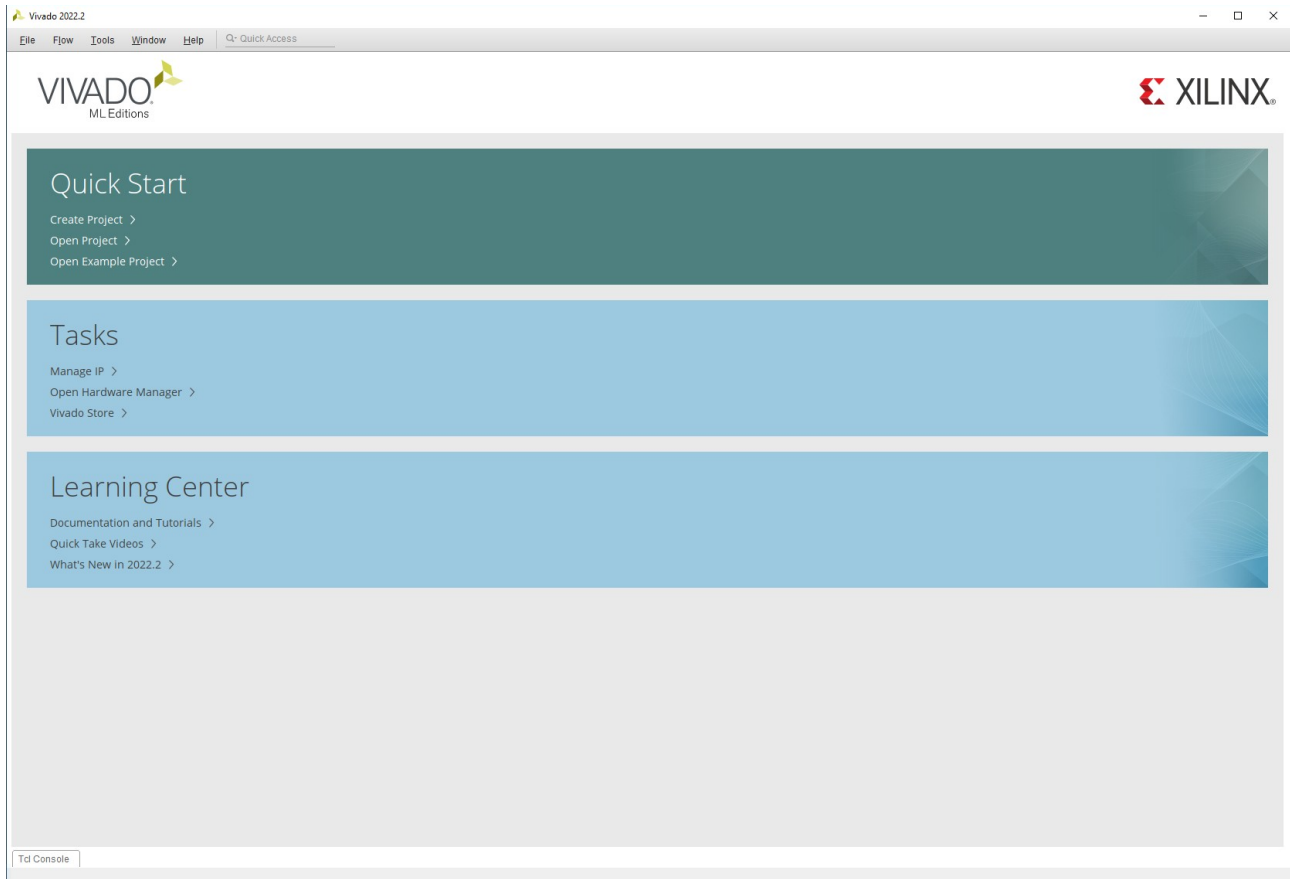 Vivado 2022.2
File Flow Tools Window Help Quick Access
VIVADO.
ML Editions
XILINX®
Quick Start
Create Project
Open Project
Open Example Project
Tasks
Manage IP
Open Hardware Manager
Vivado Store
Learning Center
Documentation and Tutorials
Quick Take Videos
What's New in 2022.2
Tcl Console